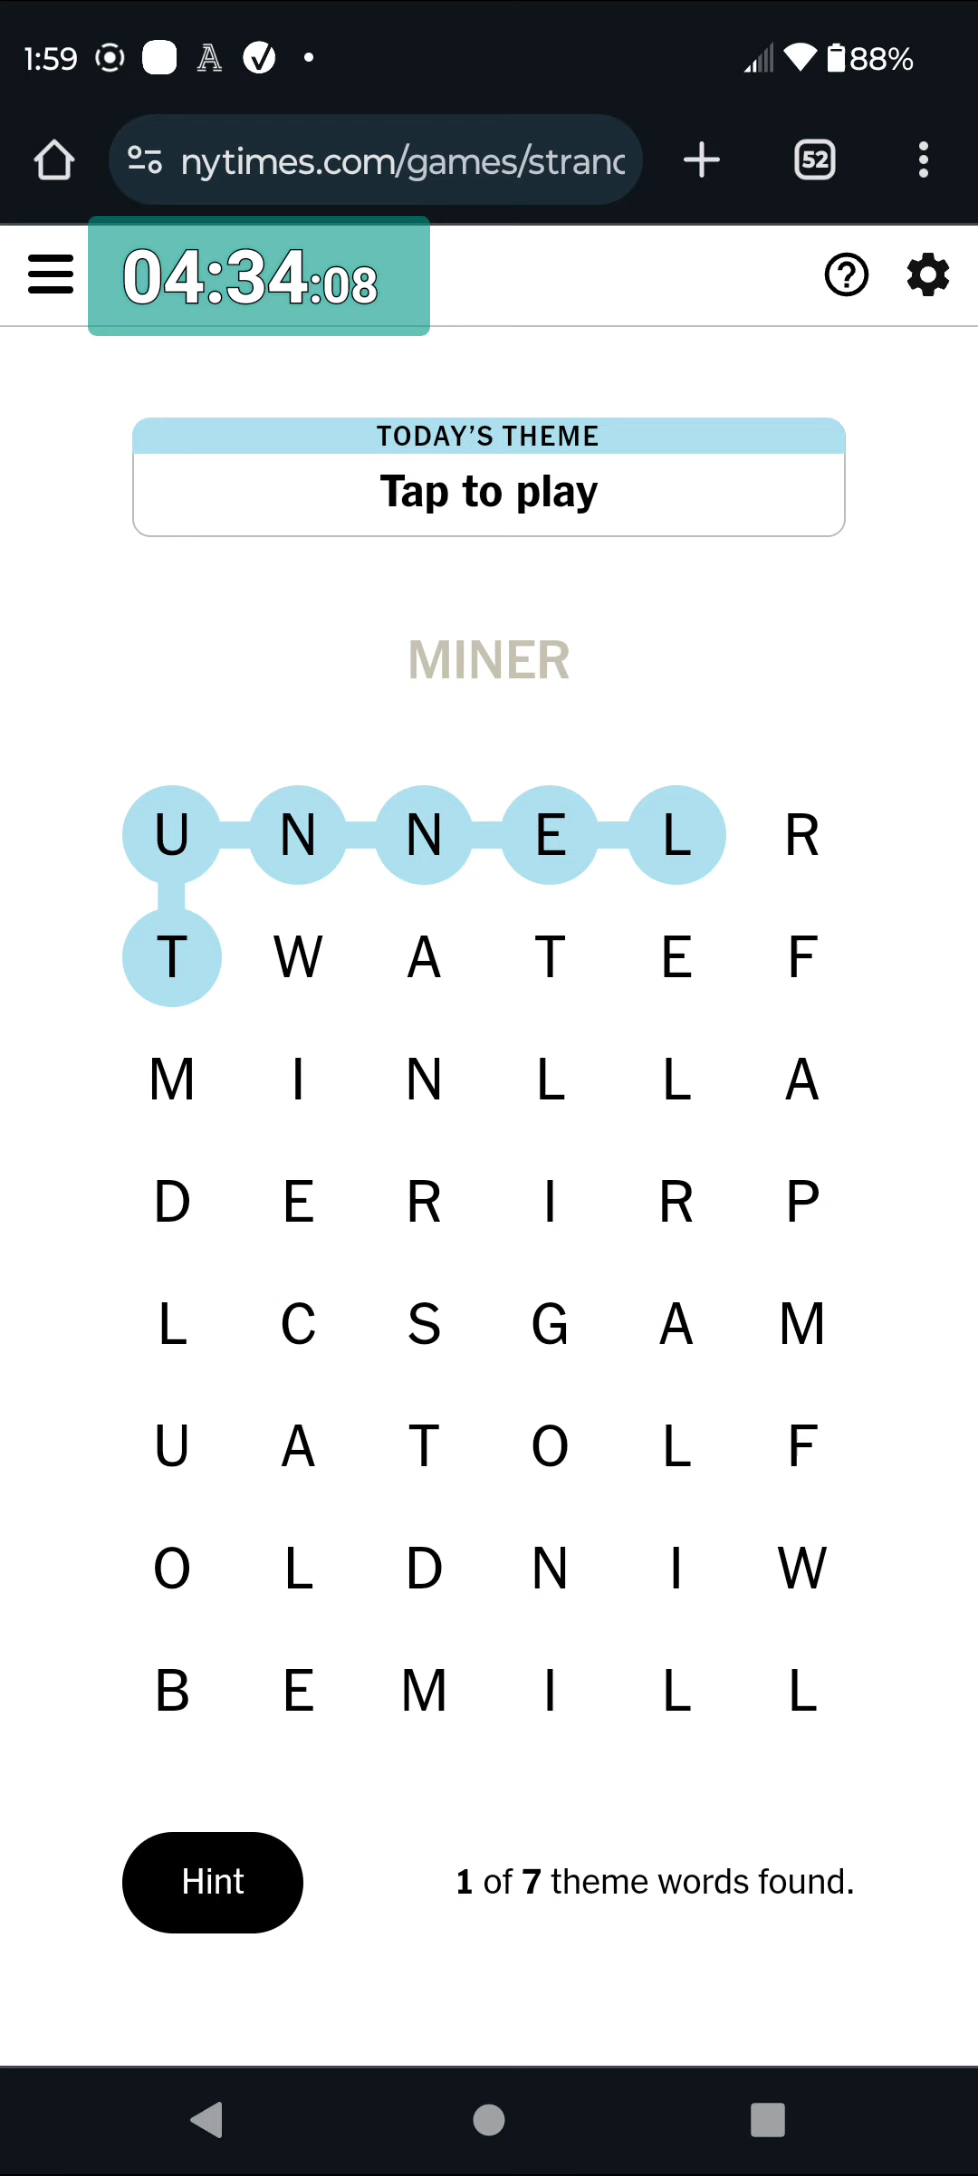 1:59 88%
nytimes.com/games/stranc 52
04:34:08
TODAY’S THEME
Tap to play
MINER
U N N E L R
T W A T E F
M I N L L A
D E R I R P
L C S G A M
U A T O L F
O L D N I W
B E M I L L
Hint 1 of 7 theme words found.